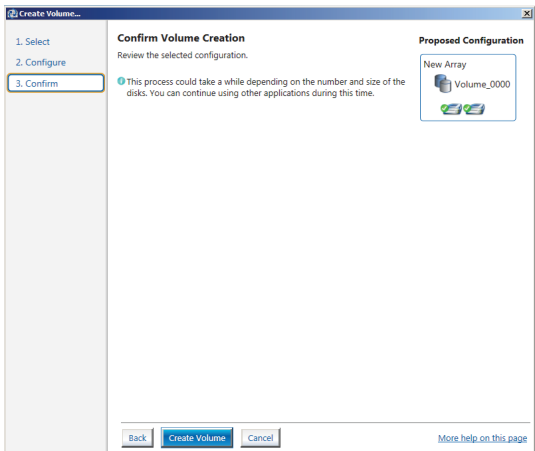 Create Volume...
1. Select
2. Configure
3. Confirm
Confirm Volume Creation
Review the selected configuration.
This process could take a while depending on the number and size of the
disks. You can continue using other applications during this time.
Proposed Configuration
New Array
Volume_0000
Back
Create Volume
Cancel
More help on this page